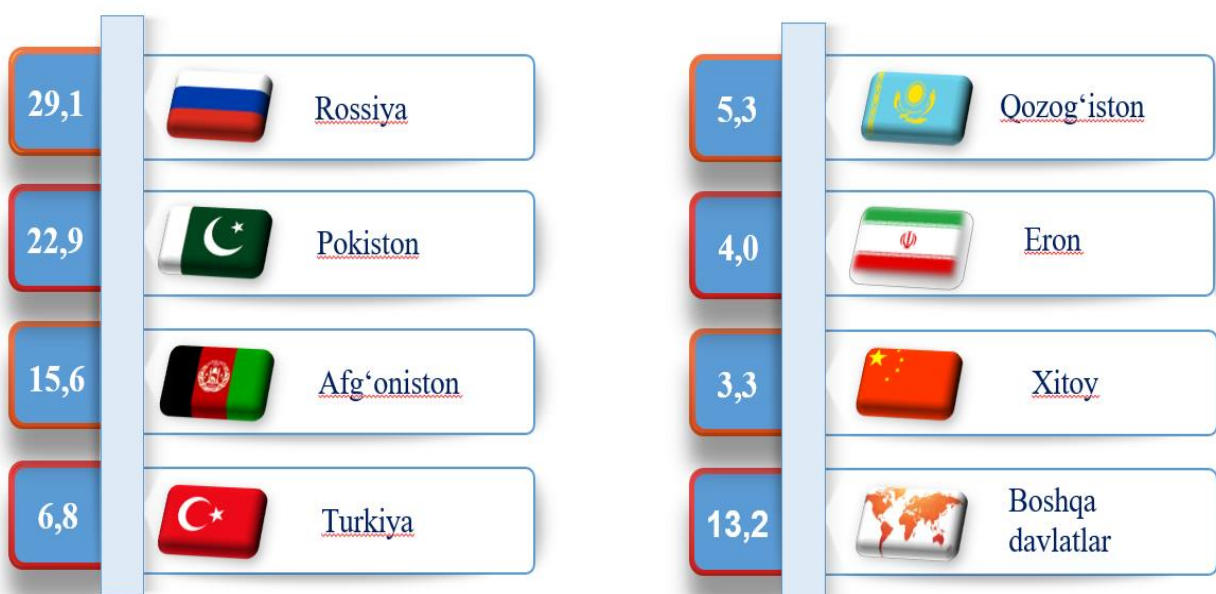 29,1 Rossiya
22,9 Pokiston
15,6 Afg‘oniston
6,8 Turkiya
5,3 Qozog‘iston
4,0 Eron
3,3 Xitoy
13,2 Boshqa
davlatlar